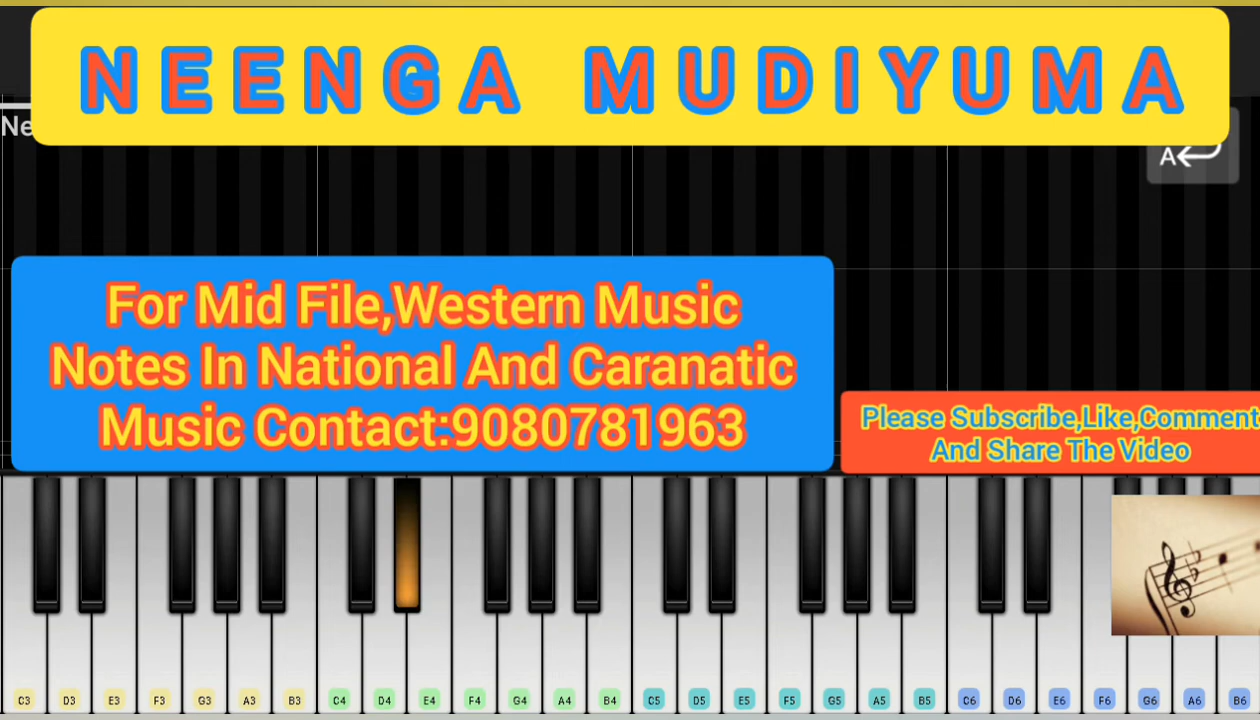 NEENGA MUDIYUMA
Ne
A
For Mid File,Western Music
Notes In National And Caranatic
Music Contact:9080781963
Please Subscribe,Like,Comment
And Share The Video
C3 D3 E3 F3 G3 A3 B3 C4 D4 E4 F4 G4 A4 B4 C5 D5 E5 F5 G5 A5 B5 C6 D6 E6 F6 G6 A6 B6